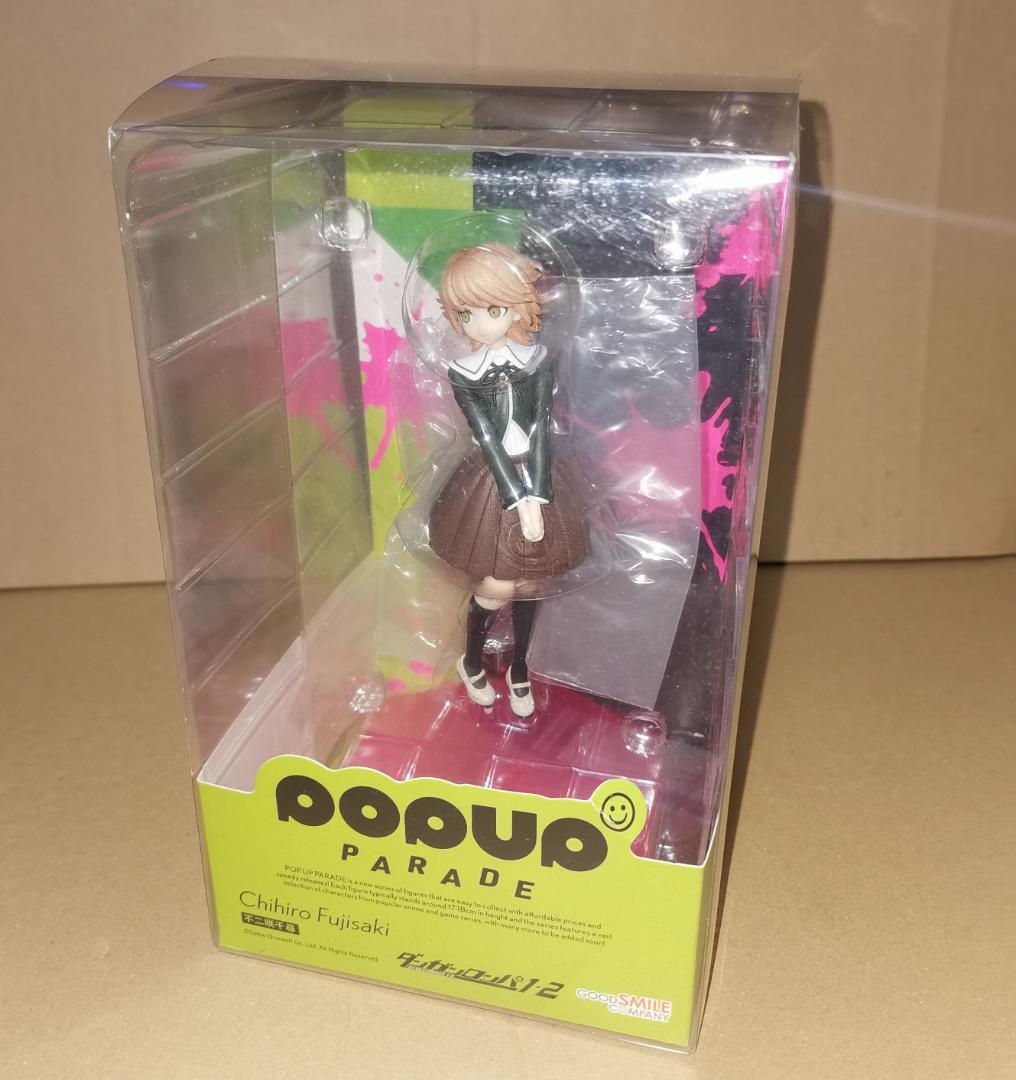 POPUP
PARADE
POP UP PARADE is a new series of figures that are easy to collect with affordable prices and
speedy releases! Each figure typically stands around 17-18cm in height and the series features a vast
selection of characters from popular anime and game series, with many more to be added soon!
Chihiro Fujisaki
不二咲千尋
©Spike Chunsoft Co., Ltd. All Rights Reserved.
ダンガンロンパ1・2
GOOD SMILE
COMPANY